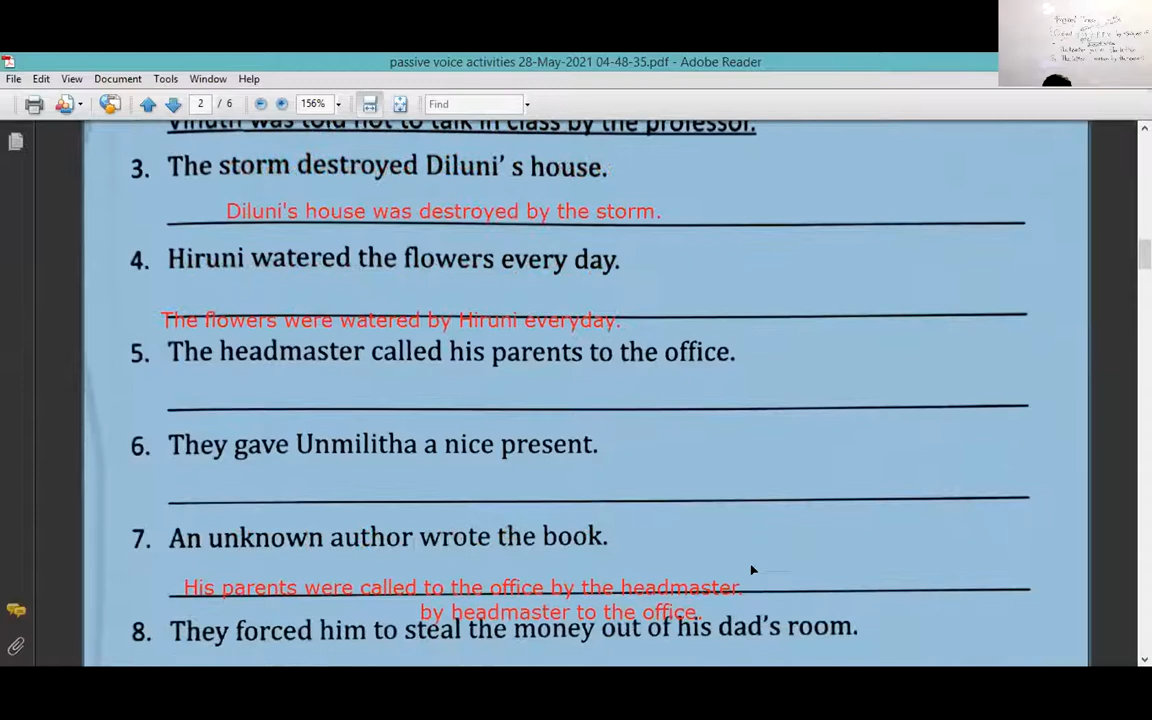 passive voice activities 28-May-2021 04-48-35.pdf - Adobe Reader
File Edit View Document Tools Window Help
2 / 6 156% Find
Viruth was told not to talk in class by the professor.
3. The storm destroyed Diluni' s house.
Diluni's house was destroyed by the storm.
4. Hiruni watered the flowers every day.
The flowers were watered by Hiruni everyday.
5. The headmaster called his parents to the office.
6. They gave Unmilitha a nice present.
7. An unknown author wrote the book.
His parents were called to the office by the headmaster.
by headmaster to the office.
8. They forced him to steal the money out of his dad's room.